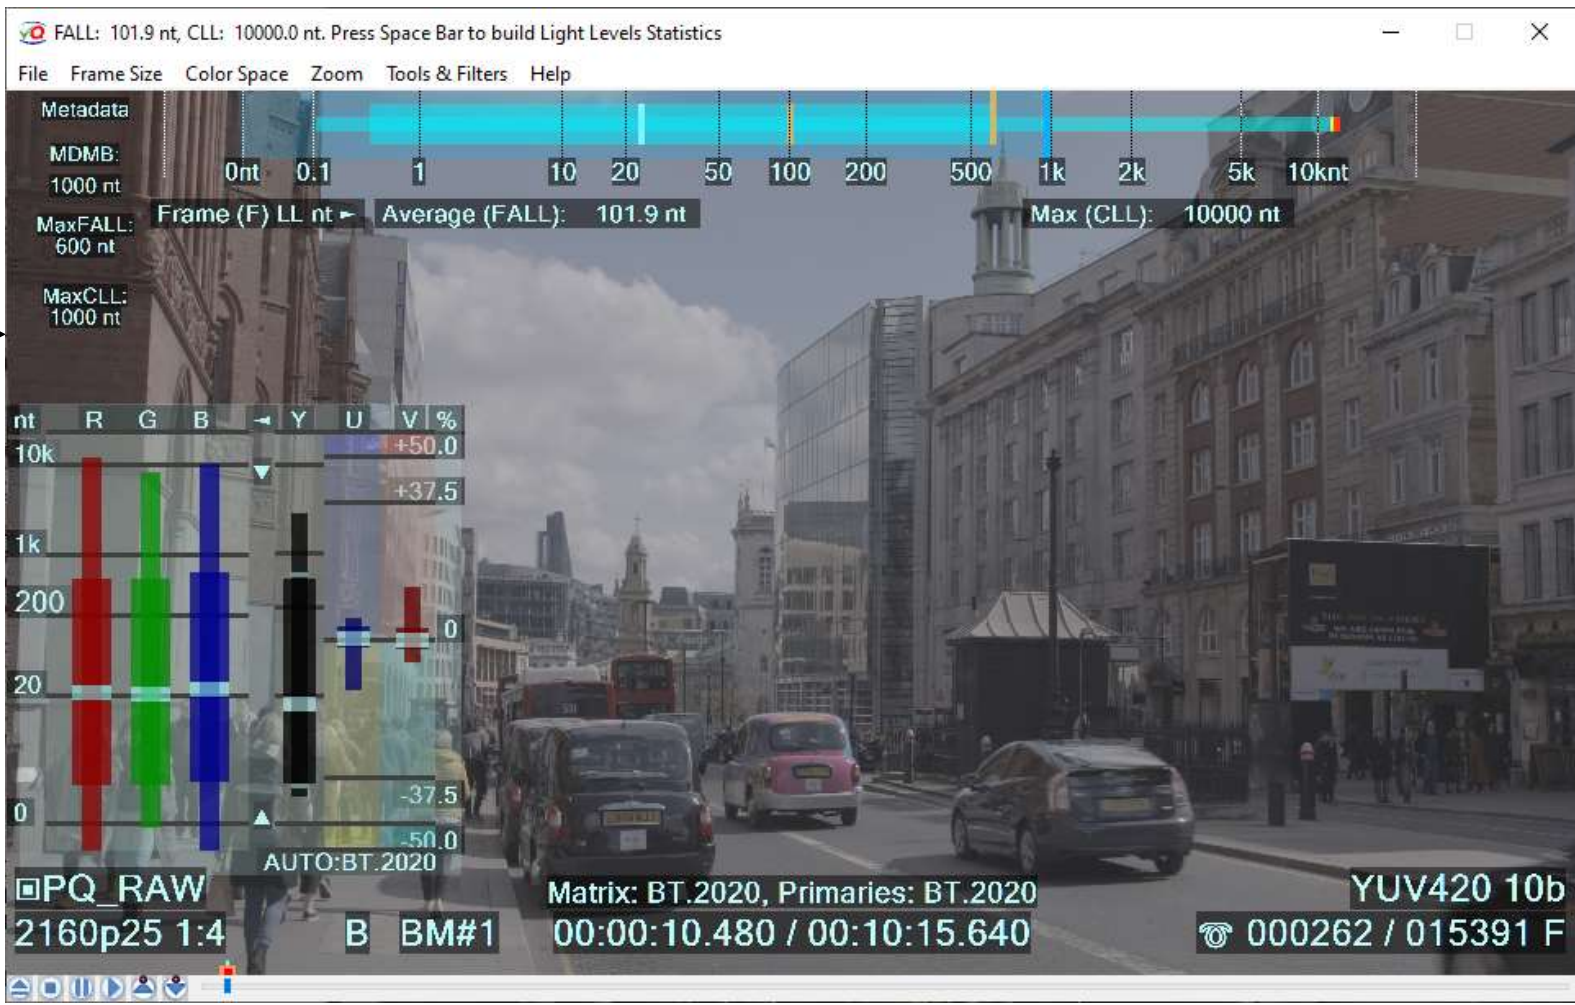 FALL: 101.9 nt, CLL: 10000.0 nt. Press Space Bar to build Light Levels Statistics
File Frame Size Color Space Zoom Tools & Filters Help
Metadata
MDMB:
1000 nt
MaxFALL:
600 nt
MaxCLL:
1000 nt
0nt 0.1 1 10 20 50 100 200 500 1k 2k 5k 10knt
Frame (F) LL nt ► Average (FALL): 101.9 nt Max (CLL): 10000 nt
nt R G B ◄ Y U V %
10k +50.0
+37.5
1k
200
0
20
-37.5
0
-50.0
AUTO:BT.2020
PQ_RAW
2160p25 1:4 B BM#1
Matrix: BT.2020, Primaries: BT.2020
00:00:10.480 / 00:10:15.640
YUV420 10b
000262 / 015391 F